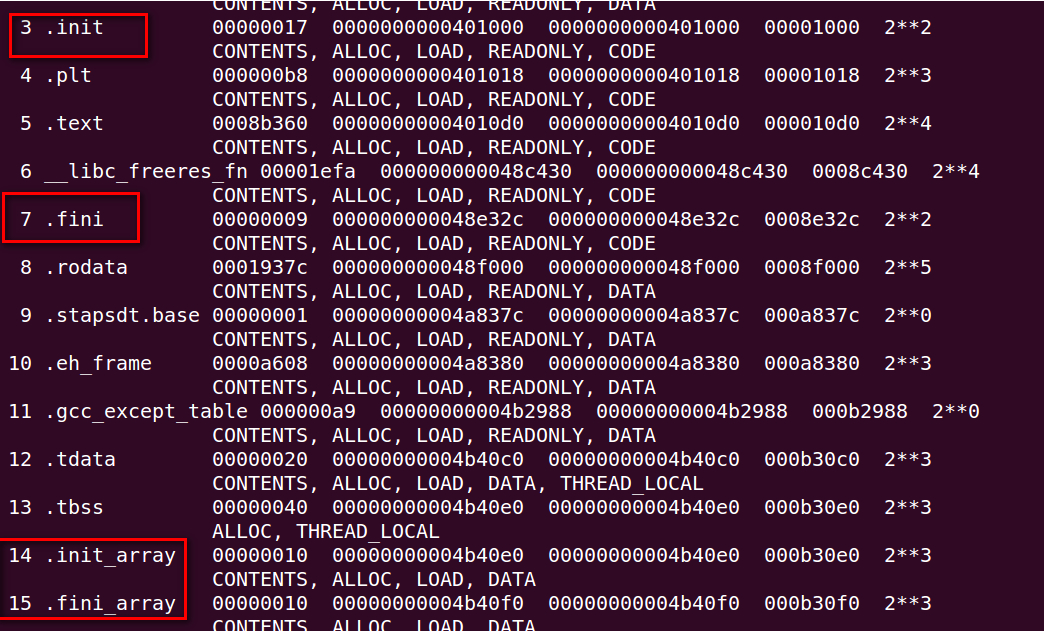 CONTENTS, ALLOC, LOAD, READONLY, DATA
3 .init 00000017 0000000000401000 0000000000401000 00001000 2**2
CONTENTS, ALLOC, LOAD, READONLY, CODE
4 .plt 000000b8 0000000000401018 0000000000401018 00001018 2**3
CONTENTS, ALLOC, LOAD, READONLY, CODE
5 .text 0008b360 00000000004010d0 00000000004010d0 000010d0 2**4
CONTENTS, ALLOC, LOAD, READONLY, CODE
6 __libc_freeres_fn 00001efa 000000000048c430 000000000048c430 0008c430 2**4
CONTENTS, ALLOC, LOAD, READONLY, CODE
7 .fini 00000009 000000000048e32c 000000000048e32c 0008e32c 2**2
CONTENTS, ALLOC, LOAD, READONLY, CODE
8 .rodata 0001937c 000000000048f000 000000000048f000 0008f000 2**5
CONTENTS, ALLOC, LOAD, READONLY, DATA
9 .stapsdt.base 00000001 00000000004a837c 00000000004a837c 000a837c 2**0
CONTENTS, ALLOC, LOAD, READONLY, DATA
10 .eh_frame 0000a608 00000000004a8380 00000000004a8380 000a8380 2**3
CONTENTS, ALLOC, LOAD, READONLY, DATA
11 .gcc_except_table 000000a9 00000000004b2988 00000000004b2988 000b2988 2**0
CONTENTS, ALLOC, LOAD, READONLY, DATA
12 .tdata 00000020 00000000004b40c0 00000000004b40c0 000b30c0 2**3
CONTENTS, ALLOC, LOAD, DATA, THREAD_LOCAL
13 .tbss 00000040 00000000004b40e0 00000000004b40e0 000b30e0 2**3
ALLOC, THREAD_LOCAL
14 .init_array 00000010 00000000004b40e0 00000000004b40e0 000b30e0 2**3
CONTENTS, ALLOC, LOAD, DATA
15 .fini_array 00000010 00000000004b40f0 00000000004b40f0 000b30f0 2**3
CONTENTS, ALLOC, LOAD, DATA